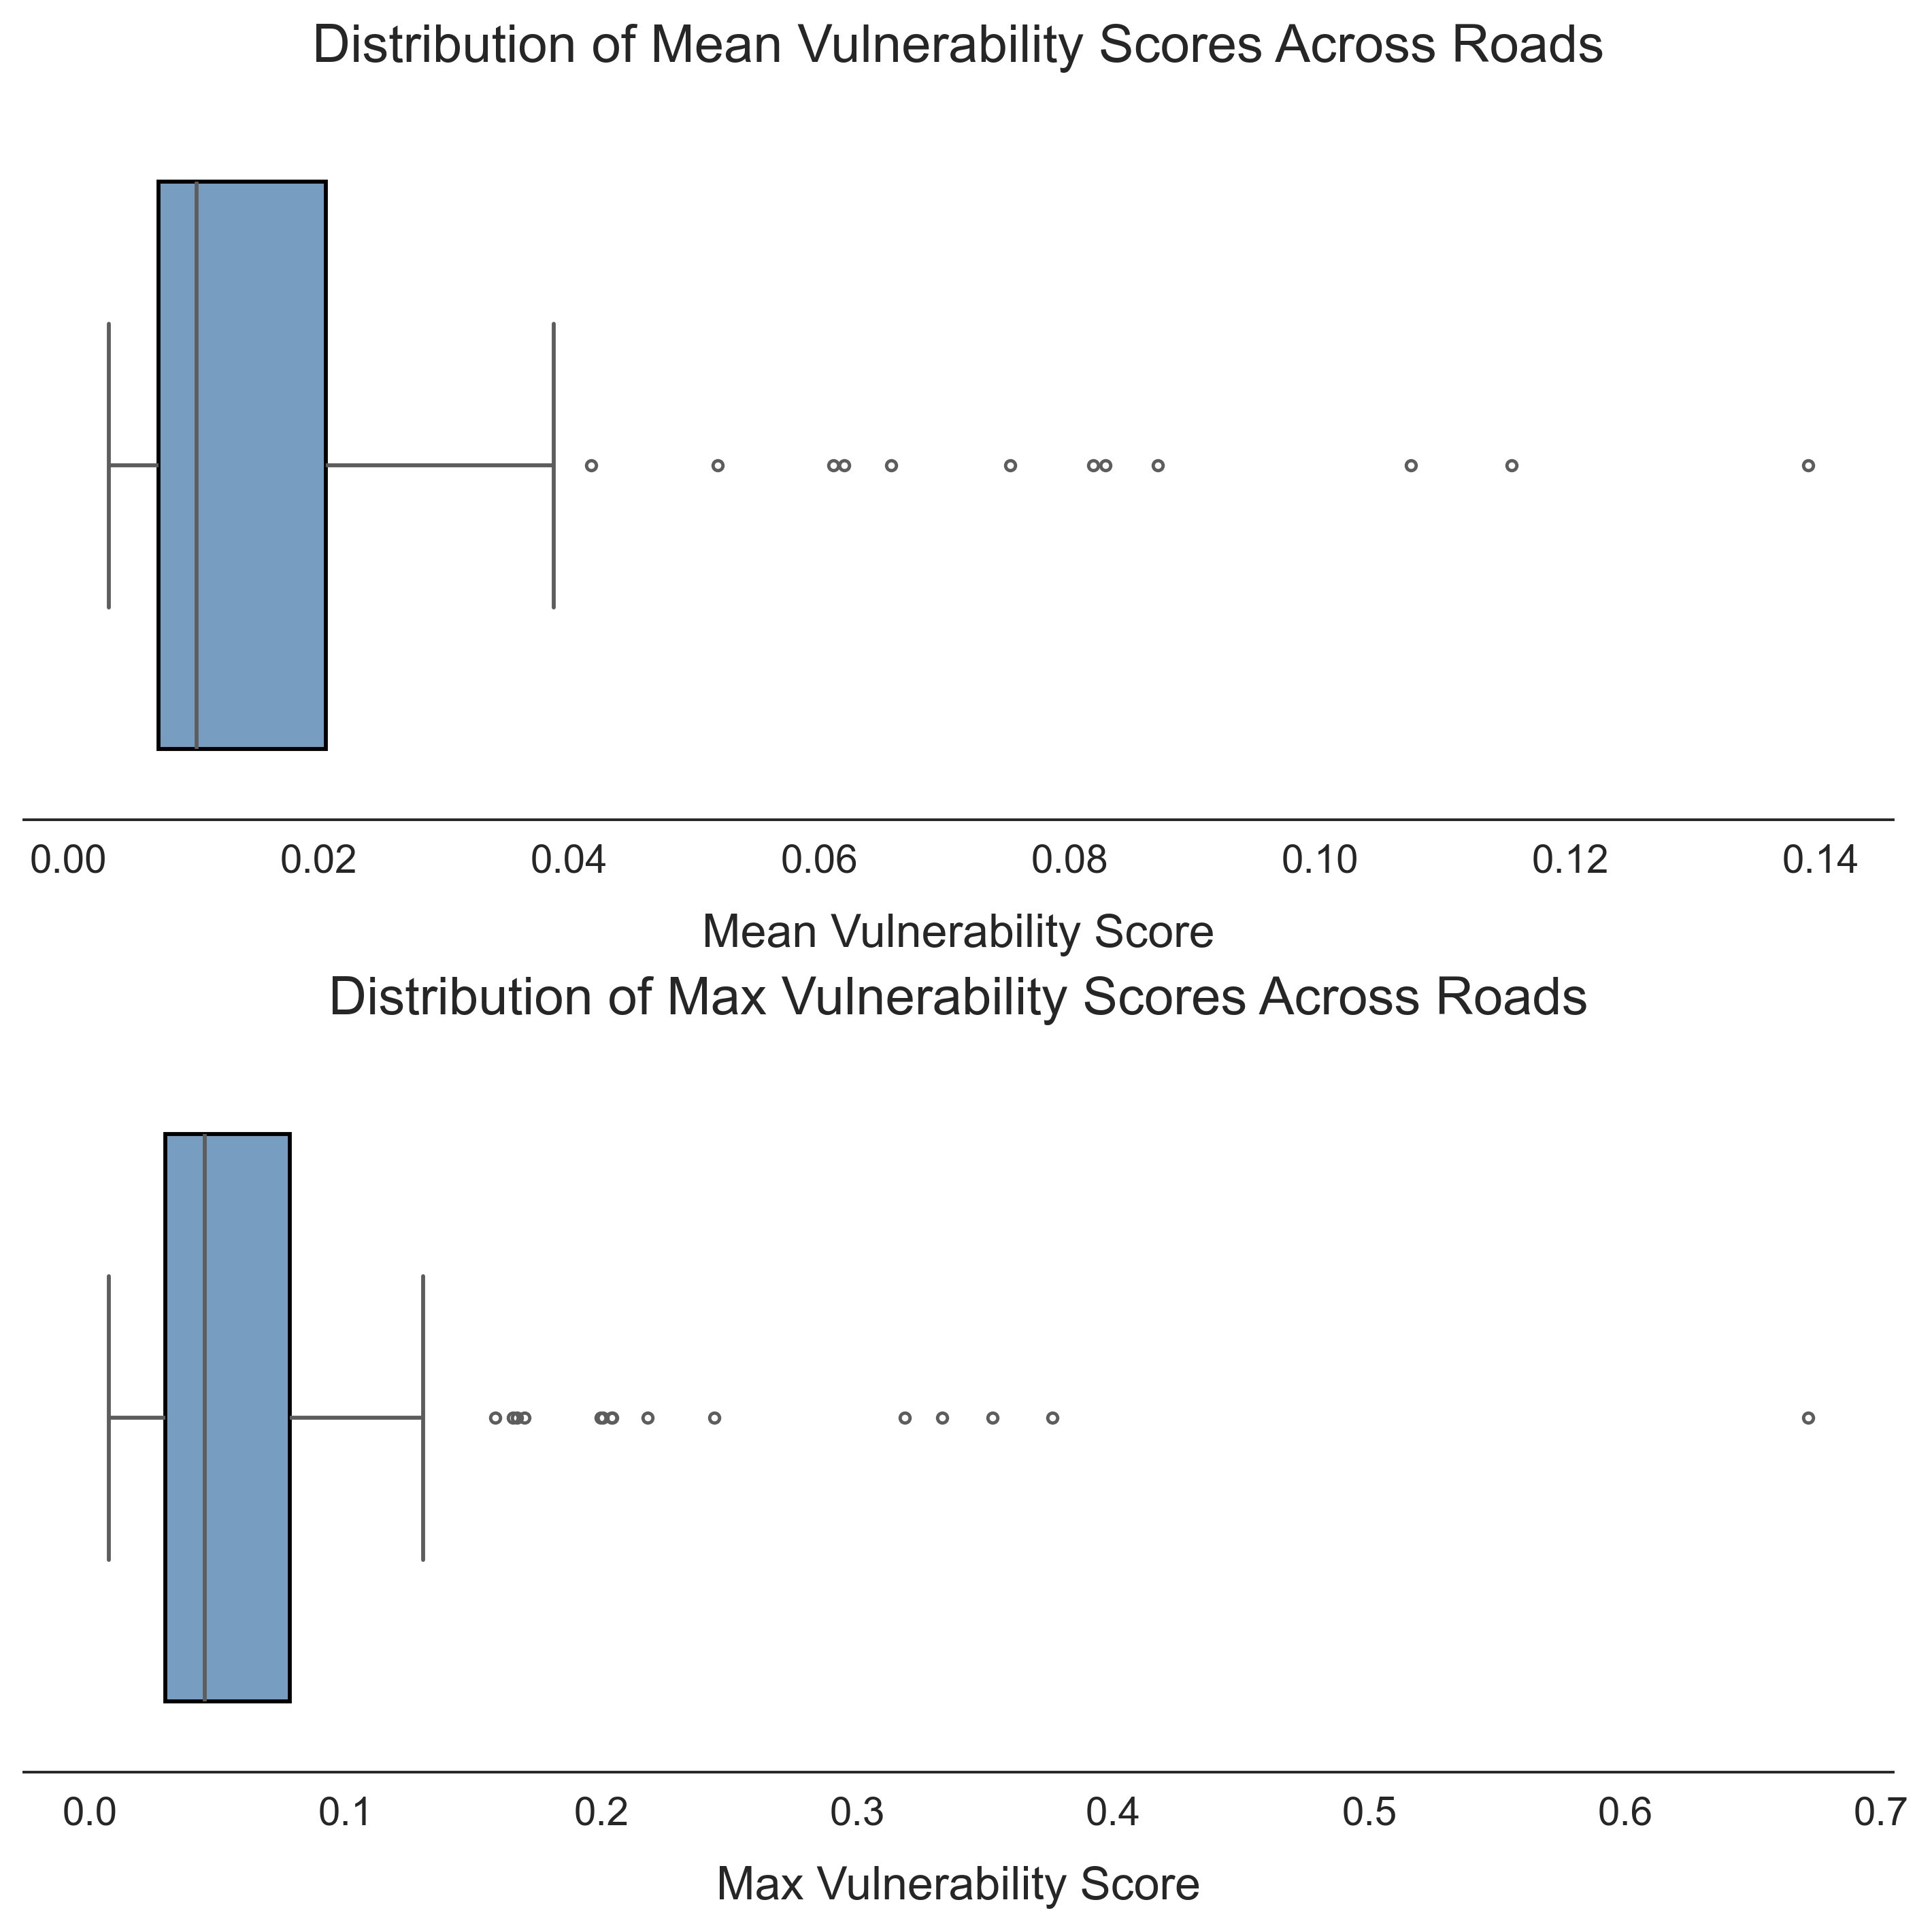 Distribution of Mean Vulnerability Scores Across Roads
0.00 0.02 0.04 0.06 0.08 0.10 0.12 0.14
Mean Vulnerability Score
Distribution of Max Vulnerability Scores Across Roads
0.0 0.1 0.2 0.3 0.4 0.5 0.6 0.7
Max Vulnerability Score